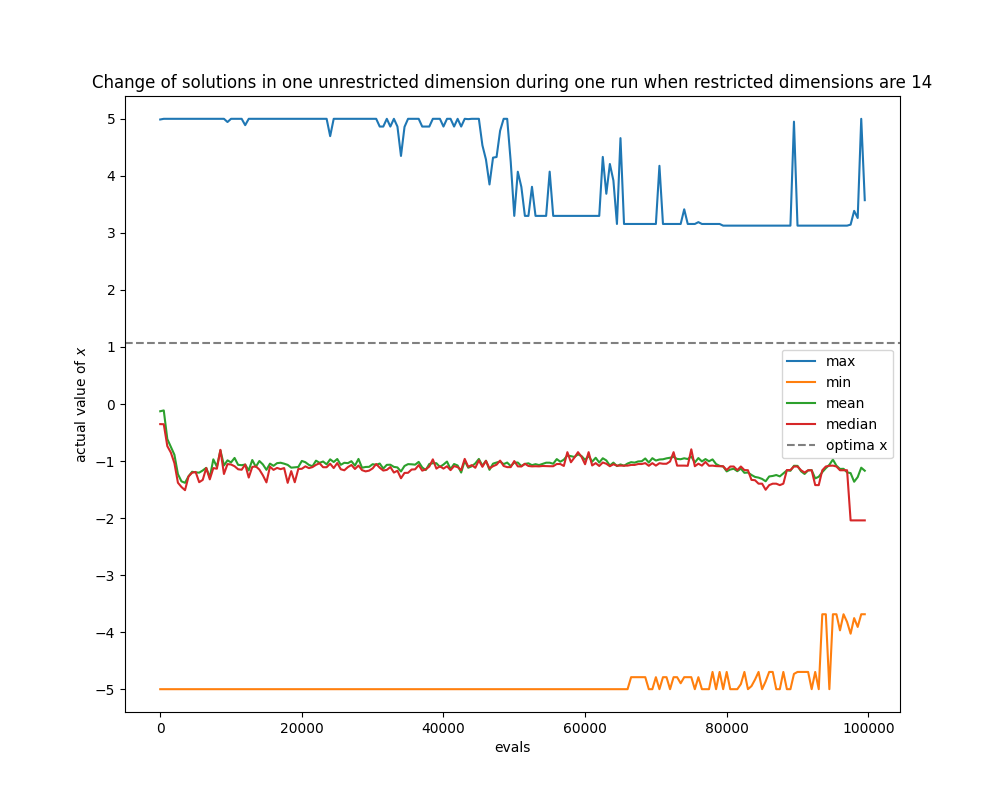 Change of solutions in one unrestricted dimension during one run when restricted dimensions are 14
5
4
3
2
1
0
−1
−2
−3
−4
−5
actual value of x
max
min
mean
median
optima x
0 20000 40000 60000 80000 100000
evals